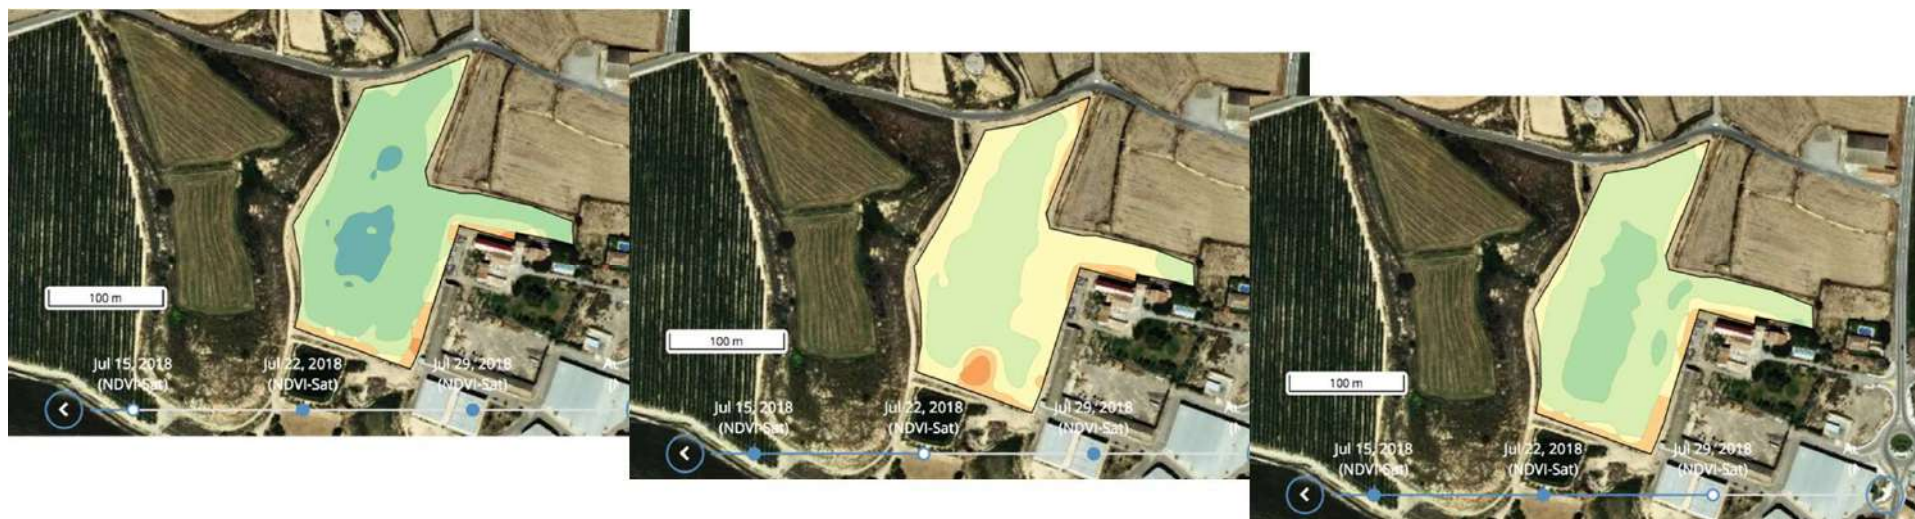 100 m
Jul 15, 2018
(NDVI-Sat)
Jul 22, 2018
(NDVI-Sat)
Jul 29, 2018
(NDVI-Sat)
100 m
Jul 15, 2018
(NDVI-Sat)
Jul 22, 2018
(NDVI-Sat)
Jul 29, 2018
(NDVI-Sat)
100 m
Jul 15, 2018
(NDVI-Sat)
Jul 22, 2018
(NDVI-Sat)
Jul 29, 2018
(NDVI-Sat)